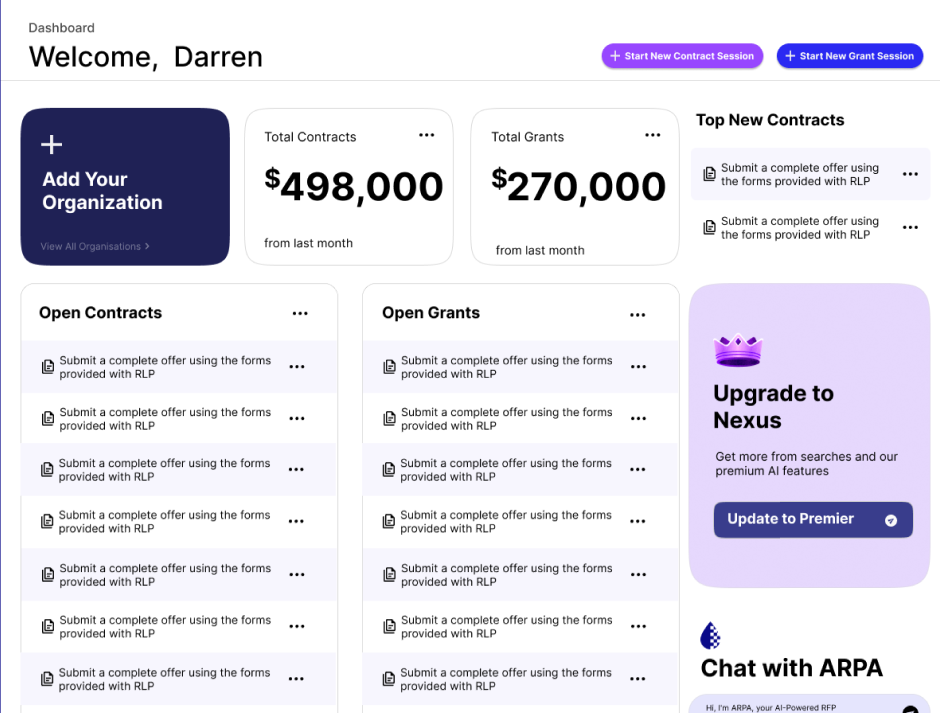 Dashboard
Welcome, Darren
+ Start New Contract Session
+ Start New Grant Session
Add Your
Organization
View All Organisations >
Total Contracts
$498,000
from last month
Total Grants
$270,000
from last month
Top New Contracts
Submit a complete offer using
the forms provided with RLP
Submit a complete offer using
the forms provided with RLP
Open Contracts
Submit a complete offer using the forms
provided with RLP
Submit a complete offer using the forms
provided with RLP
Submit a complete offer using the forms
provided with RLP
Submit a complete offer using the forms
provided with RLP
Submit a complete offer using the forms
provided with RLP
Submit a complete offer using the forms
provided with RLP
Submit a complete offer using the forms
provided with RLP
Open Grants
Submit a complete offer using the forms
provided with RLP
Submit a complete offer using the forms
provided with RLP
Submit a complete offer using the forms
provided with RLP
Submit a complete offer using the forms
provided with RLP
Submit a complete offer using the forms
provided with RLP
Submit a complete offer using the forms
provided with RLP
Submit a complete offer using the forms
provided with RLP
Upgrade to
Nexus
Get more from searches and our
premium AI features
Update to Premier
Chat with ARPA
Hi, I'm ARPA, your AI-Powered RFP